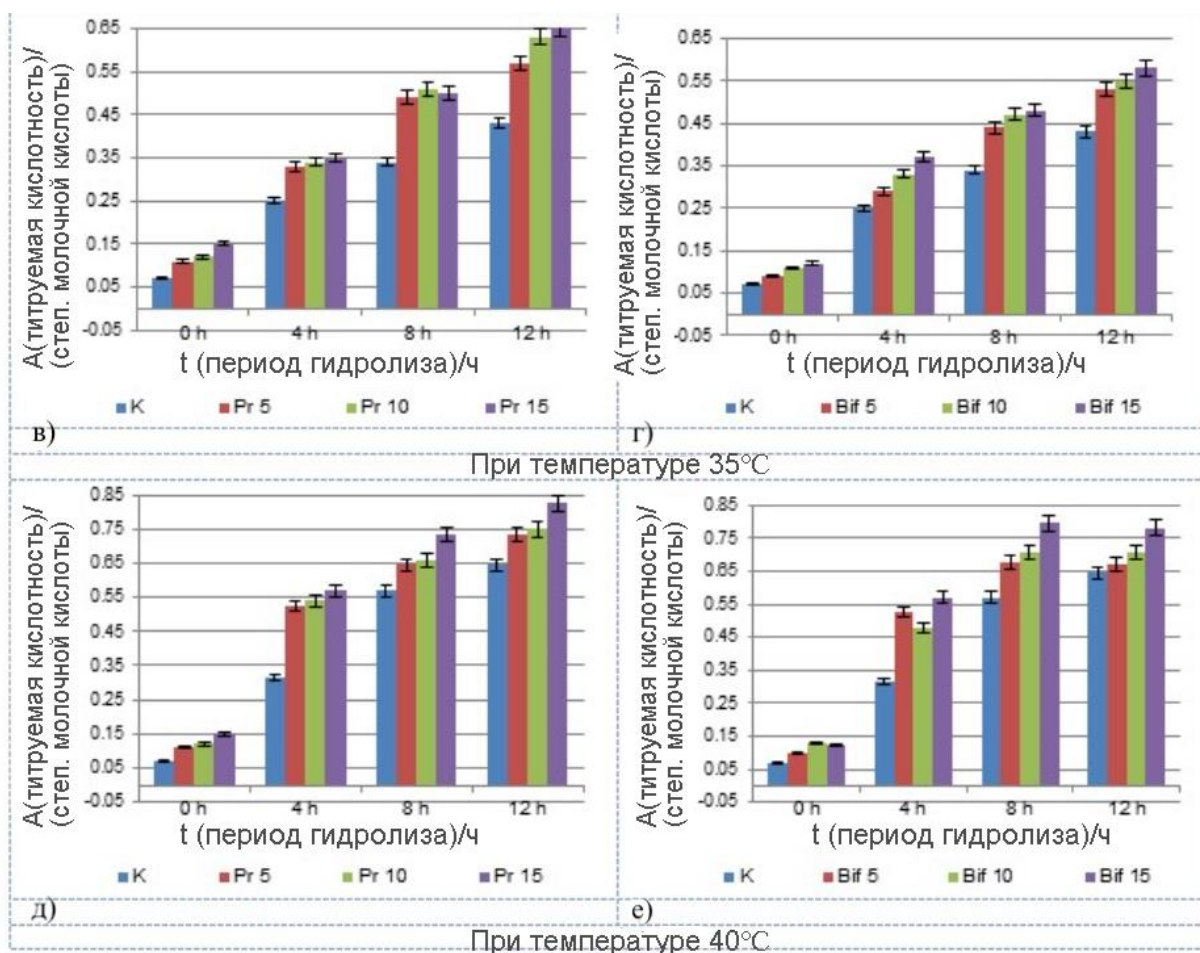 0.65
0.55
0.45
0.35
0.25
0.15
0.05
-0.05
А(титруемая кислотность)/
(степ. молочной кислоты)
0 h 4 h 8 h 12 h
t (период гидролиза)/ч
K Pr 5 Pr 10 Pr 15
в)
0.65
0.55
0.45
0.35
0.25
0.15
0.05
-0.05
А(титруемая кислотность)/
(степ. молочной кислоты)
0 h 4 h 8 h 12 h
t (период гидролиза)/ч
K Bif 5 Bif 10 Bif 15
г)
При температуре 35°C
0.85
0.75
0.65
0.55
0.45
0.35
0.25
0.15
0.05
-0.05
А(титруемая кислотность)/
(степ. молочной кислоты)
0 h 4 h 8 h 12 h
t (период гидролиза)/ч
K Pr 5 Pr 10 Pr 15
д)
0.85
0.75
0.65
0.55
0.45
0.35
0.25
0.15
0.05
-0.05
А(титруемая кислотность)/
(степ. молочной кислоты)
0 h 4 h 8 h 12 h
t (период гидролиза)/ч
K Bif 5 Bif 10 Bif 15
е)
При температуре 40°C